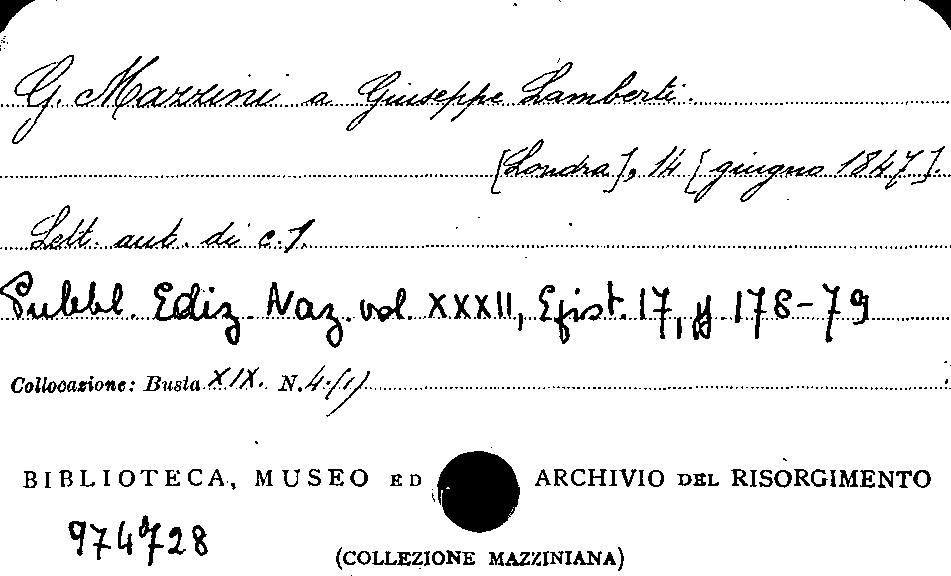 G. Mazzini a Giuseppe Lamberti.
[Londra], 14 [giugno 1847].
Lett. aut. di c. 1.
Pubbl. Ediz. Naz. vol. XXXII, Epist. 17, pp. 178-79
Collocazione: Busta XIX. N. 4.(1)
BIBLIOTECA, MUSEO ED ARCHIVIO DEL RISORGIMENTO
(COLLEZIONE MAZZINIANA)